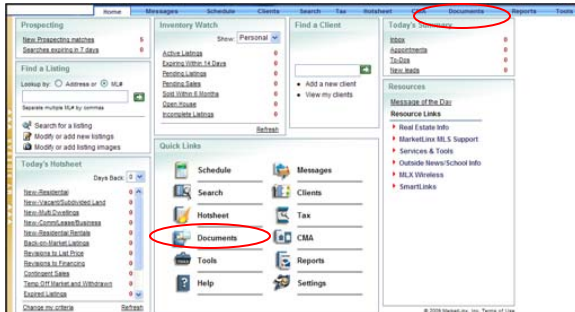 Home Messages Schedule Clients Search Tax Hotsheet CMA Documents Reports Tools
Prospecting
New Prospecting matches 5
Searches expiring in 7 days 0
Find a Listing
Lookup by: Address or ML#
Separate multiple ML# by commas
Search for a listing
Modify or add new listings
Modify or add listing images
Today's Hotsheet
Days Back: 0
New-Residential 0
New-Vacant/Subdivided Land 0
New-Multi Dwellings 0
New-Comm/Lease/Business 0
New-Residential Rentals 0
Back-on-Market Listings 0
Revisions to List Price 0
Revisions to Financing 0
Contingent Sales 0
Temp Off Market and Withdrawn 0
Expired Listings 0
Change my criteria Refresh
Inventory Watch
Show: Personal
Active Listings 0
Expiring Within 14 Days 0
Pending Listings 0
Pending Sales 0
Sold Within 6 Months 0
Open House 0
Incomplete Listings 0
Refresh
Find a Client
Add a new client
View my clients
Quick Links
Schedule Messages
Search Clients
Hotsheet Tax
Documents CMA
Tools Reports
Help Settings
Today's Summary
Inbox 0
Appointments 0
To-Dos 0
New leads 0
Resources
Message of the Day
Resource Links
Real Estate Info
MarketLinx MLS Support
Services & Tools
Outside News/School Info
MLX Wireless
SmartLinks
© 2009 MarketLinx, Inc. Terms of Use